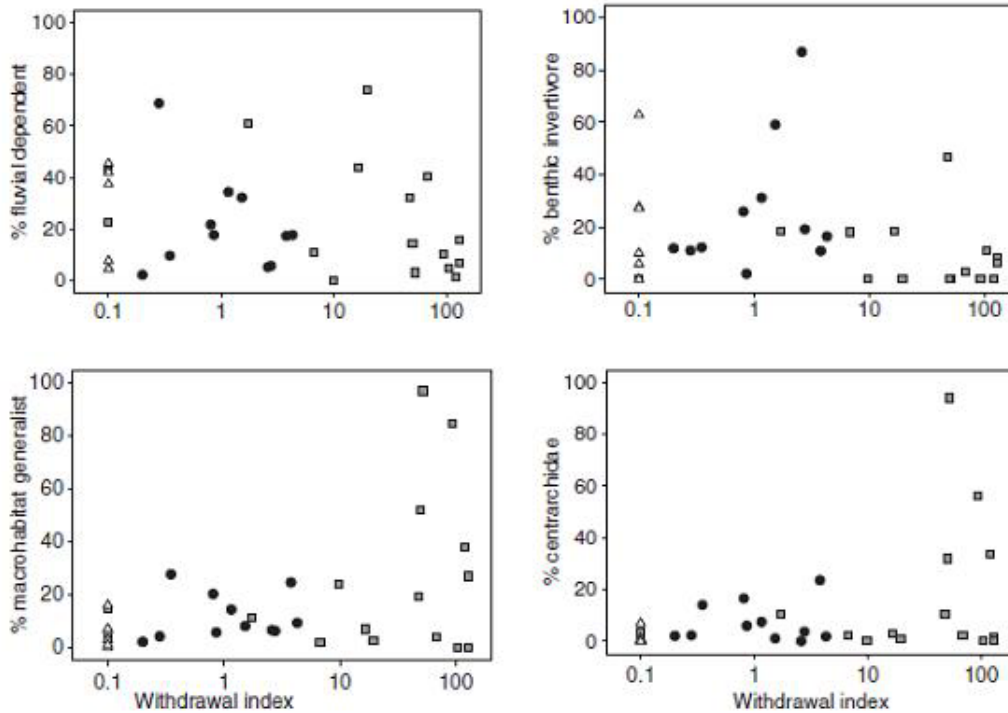 % fluvial dependent
100
80
60
40
20
0
0.1 1 10 100
% benthic invertivore
100
80
60
40
20
0
0.1 1 10 100
% macrohabitat generalist
100
80
60
40
20
0
0.1 1 10 100
Withdrawal index
% centrarchidae
100
80
60
40
20
0
0.1 1 10 100
Withdrawal index